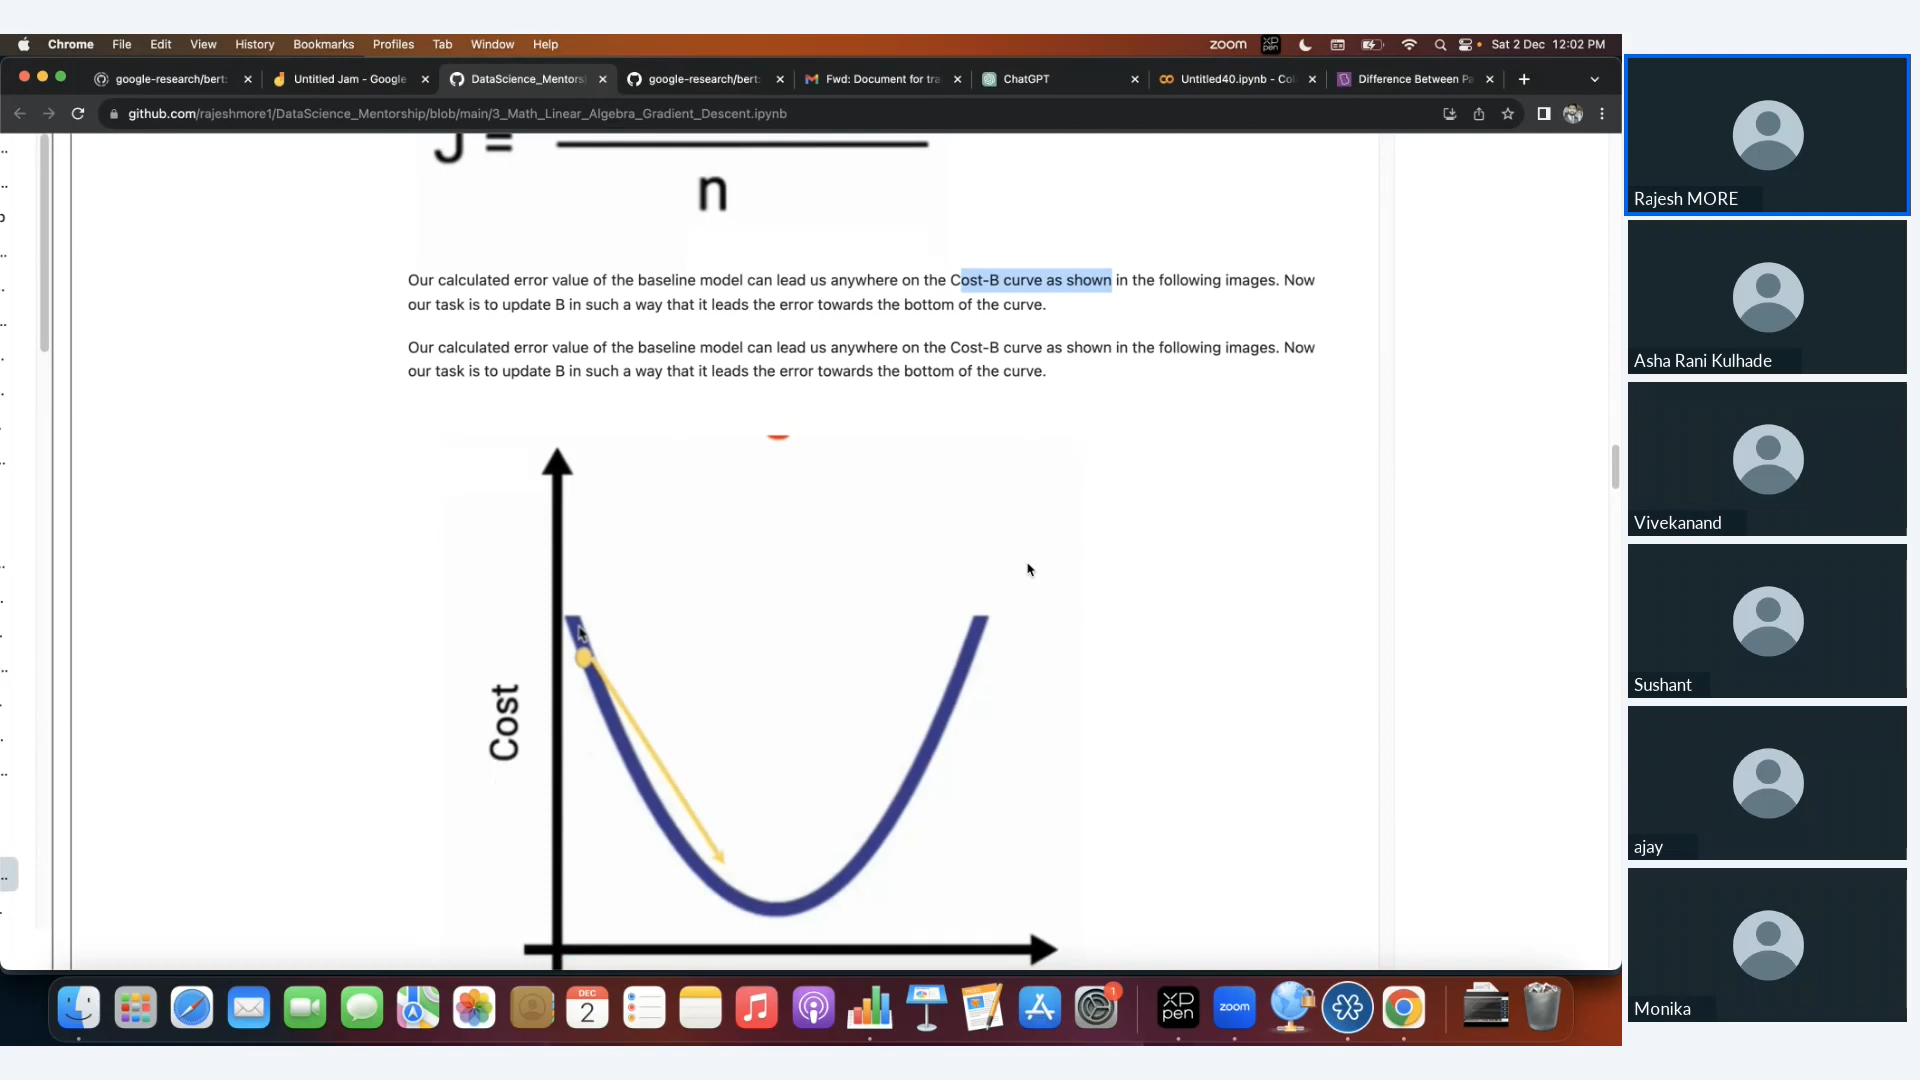 Chrome File Edit View History Bookmarks Profiles Tab Window Help
zoom XP pen Sat 2 Dec 12:02 PM
google-research/bert:
Untitled Jam - Google
DataScience_Mentors
google-research/bert:
Fwd: Document for tra
ChatGPT
Untitled40.ipynb - Co
Difference Between Pa
github.com/rajeshmore1/DataScience_Mentorship/blob/main/3_Math_Linear_Algebra_Gradient_Descent.ipynb
J =
n
Our calculated error value of the baseline model can lead us anywhere on the Cost-B curve as shown in the following images. Now
our task is to update B in such a way that it leads the error towards the bottom of the curve.
Our calculated error value of the baseline model can lead us anywhere on the Cost-B curve as shown in the following images. Now
our task is to update B in such a way that it leads the error towards the bottom of the curve.
Cost
DEC
2
1
XP
pen
zoom
Rajesh MORE
Asha Rani Kulhade
Vivekanand
Sushant
ajay
Monika